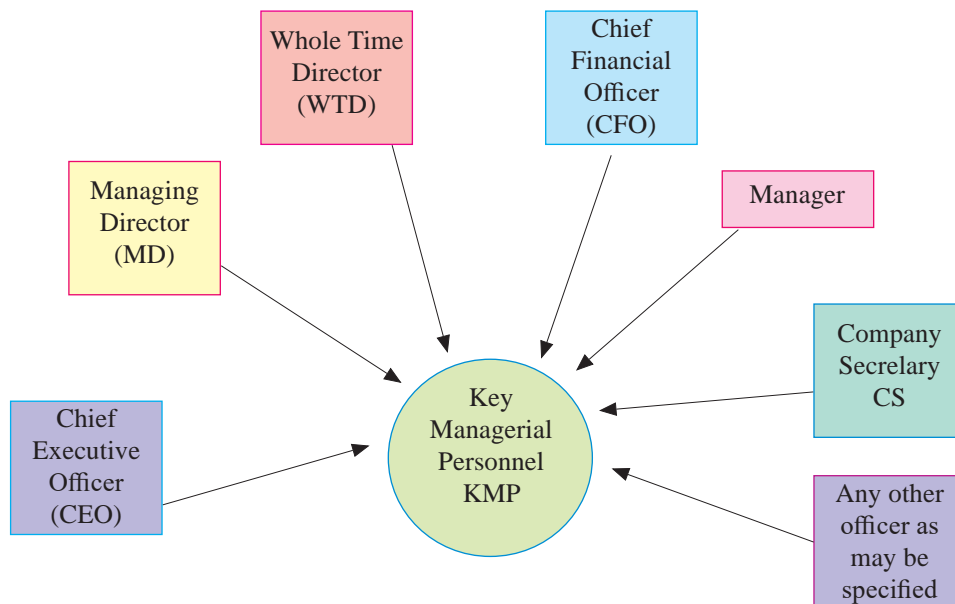 Whole Time
Director
(WTD)
Chief
Financial
Officer
(CFO)
Managing
Director
(MD)
Manager
Company
Secrelary
CS
Key
Managerial
Personnel
KMP
Chief
Executive
Officer
(CEO)
Any other
officer as
may be
specified